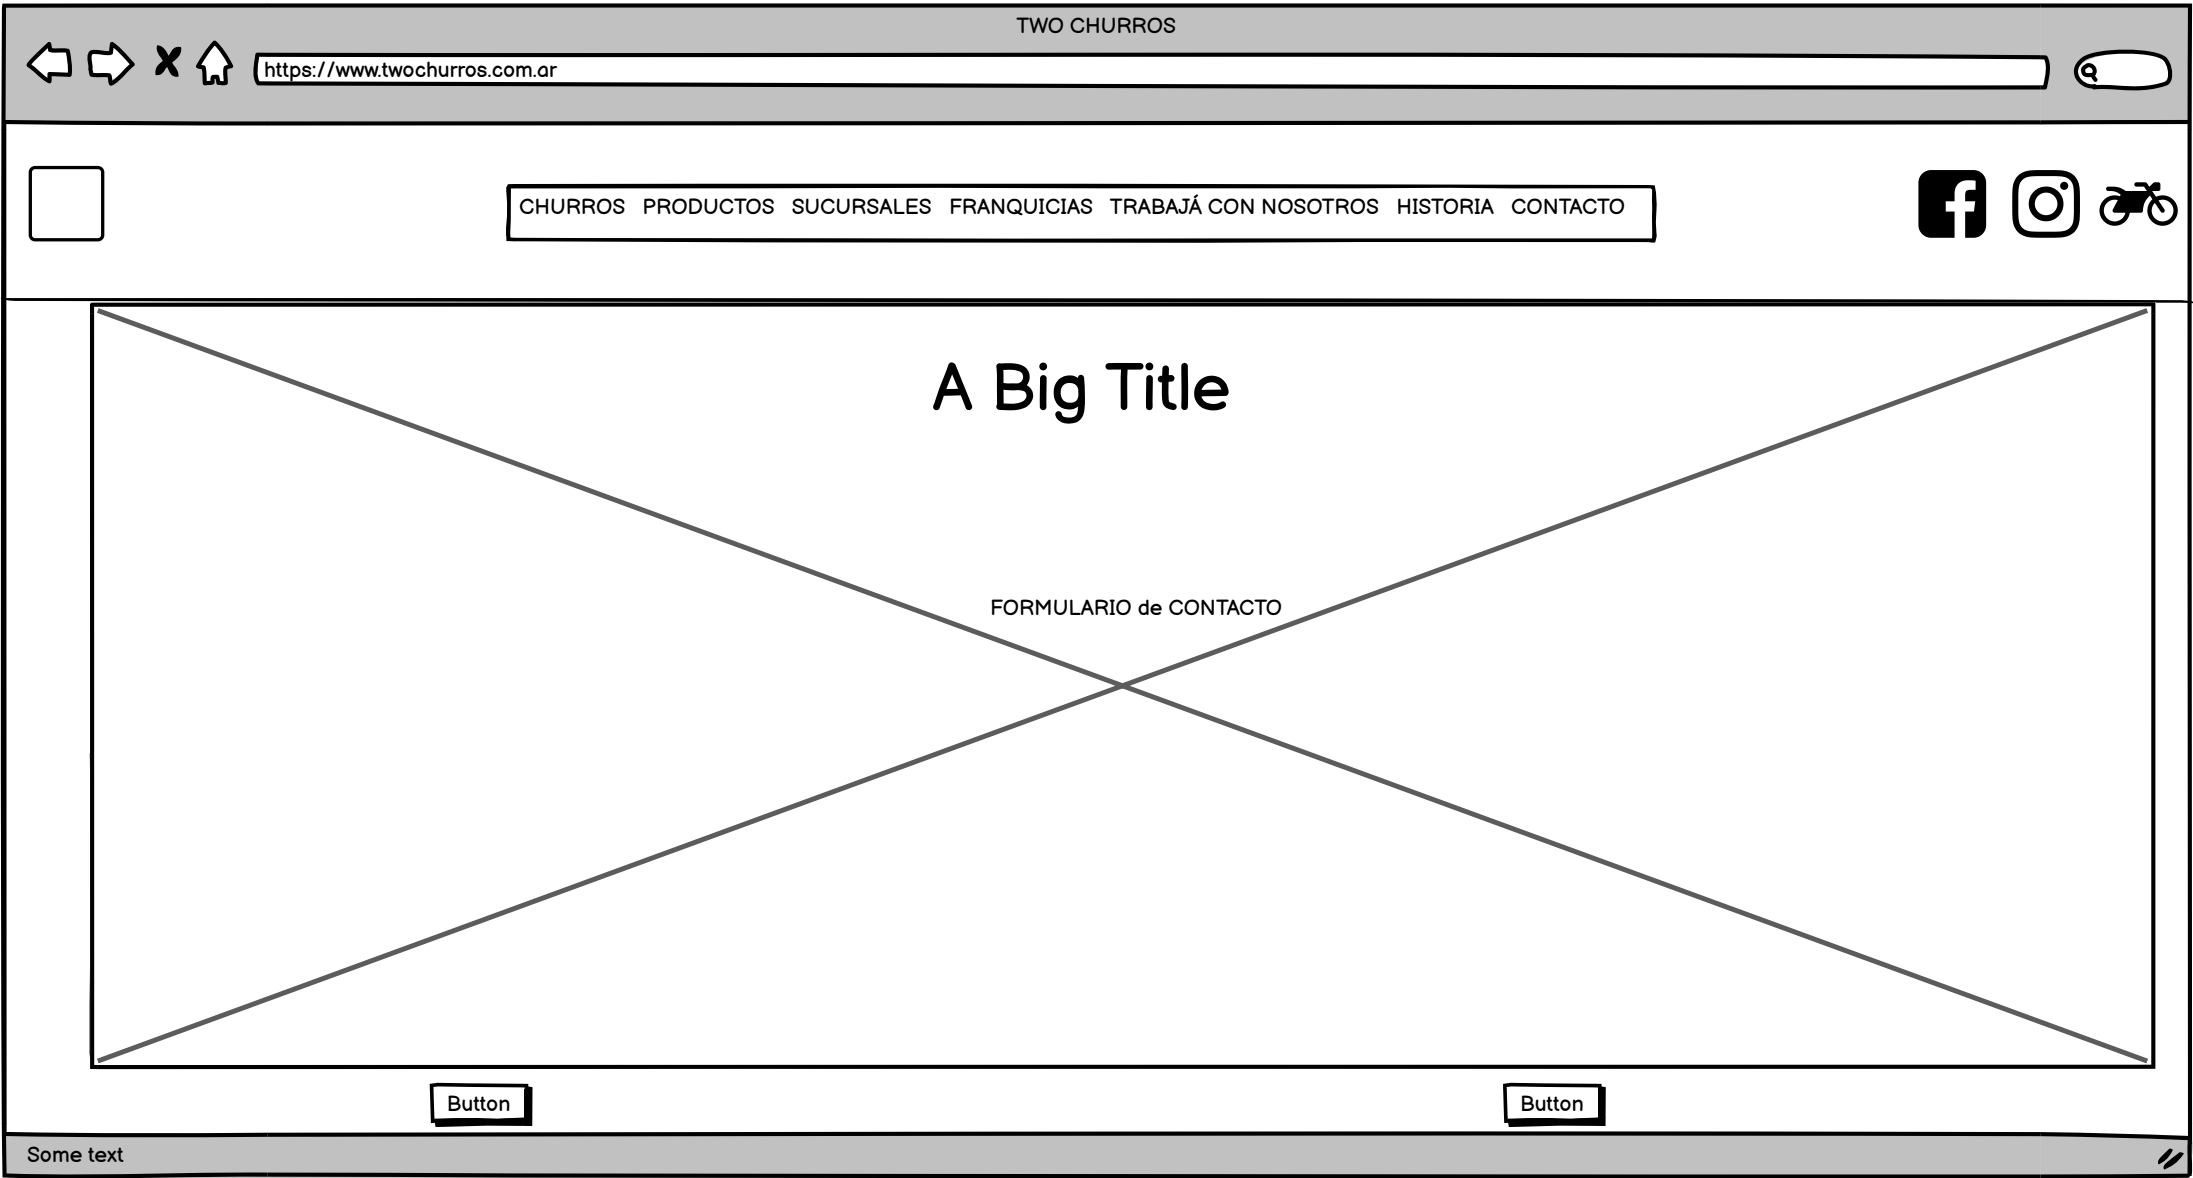 TWO CHURROS
https://www.twochurros.com.ar
CHURROS PRODUCTOS SUCURSALES FRANQUICIAS TRABAJÁ CON NOSOTROS HISTORIA CONTACTO
A Big Title
FORMULARIO de CONTACTO
Button Button
Some text